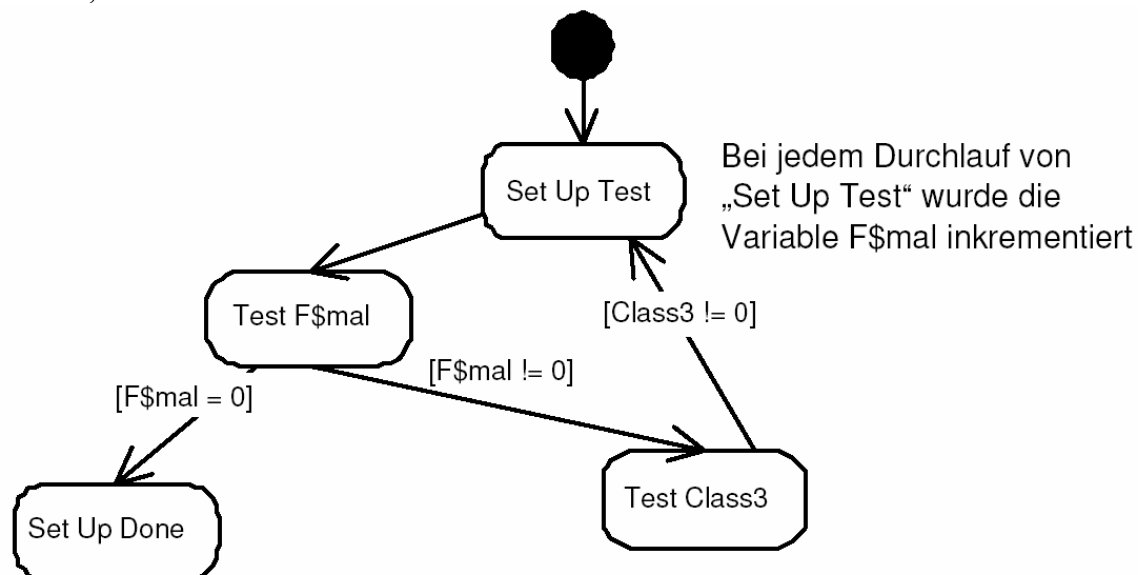 Set Up Test
Bei jedem Durchlauf von
„Set Up Test“ wurde die
Variable F$mal inkrementiert
Test F$mal
[Class3 != 0]
[F$mal != 0]
[F$mal = 0]
Test Class3
Set Up Done